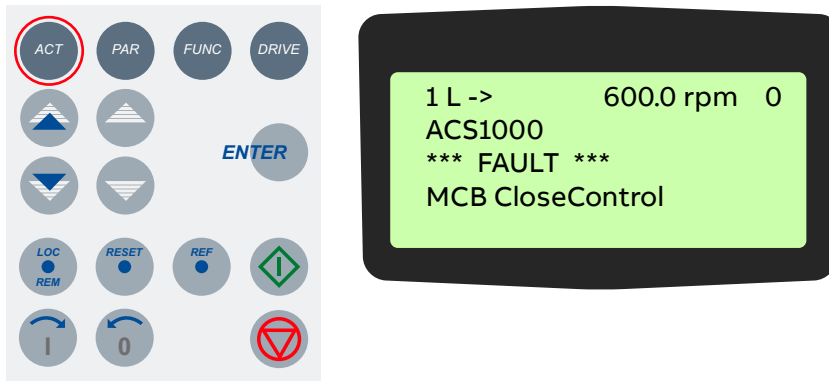 ACT PAR FUNC DRIVE
ENTER
LOC RESET REF
REM
I 0
1 L -> 600.0 rpm 0
ACS1000
*** FAULT ***
MCB CloseControl